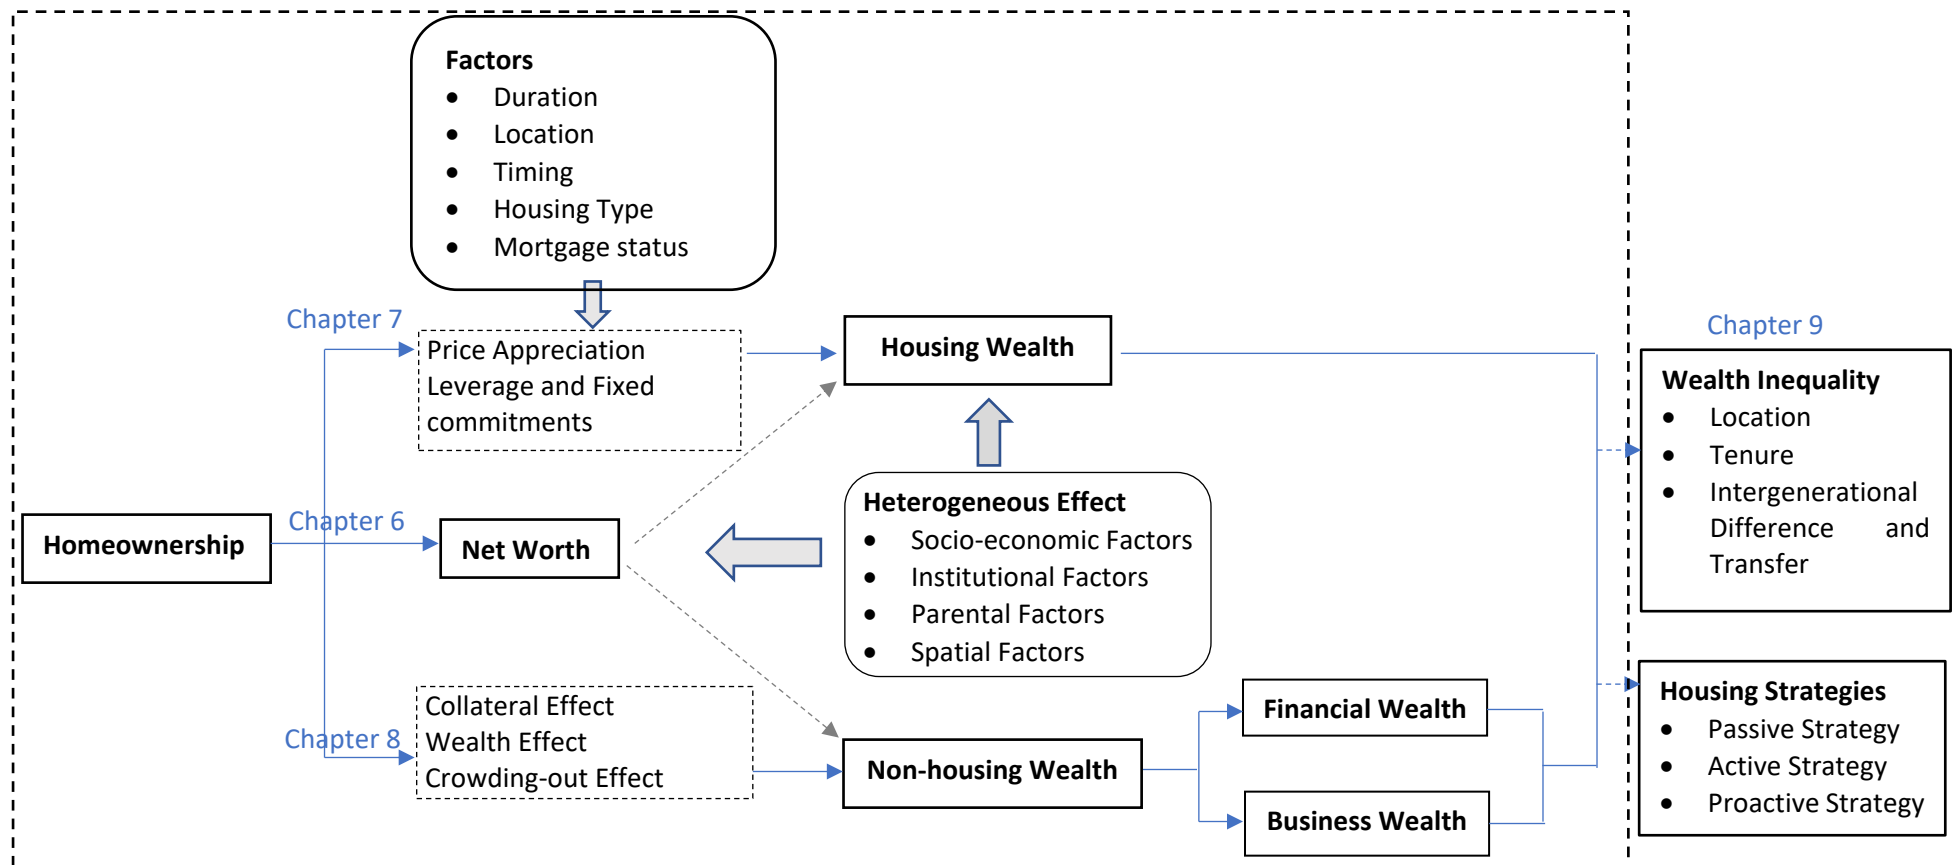 Factors
• Duration
• Location
• Timing
• Housing Type
• Mortgage status
Chapter 7
Price Appreciation
Leverage and Fixed
commitments
Housing Wealth
Chapter 9
Wealth Inequality
• Location
• Tenure
• Intergenerational
Difference and
Transfer
Homeownership
Chapter 6
Net Worth
Heterogeneous Effect
• Socio-economic Factors
• Institutional Factors
• Parental Factors
• Spatial Factors
Chapter 8
Collateral Effect
Wealth Effect
Crowding-out Effect
Non-housing Wealth
Financial Wealth
Business Wealth
Housing Strategies
• Passive Strategy
• Active Strategy
• Proactive Strategy